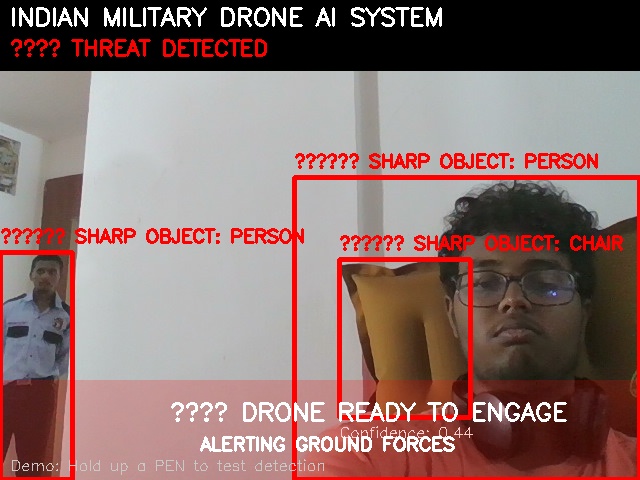 INDIAN MILITARY DRONE AI SYSTEM
???? THREAT DETECTED
?????? SHARP OBJECT: PERSON
?????? SHARP OBJECT: PERSON
?????? SHARP OBJECT: CHAIR
???? DRONE READY TO ENGAGE
Confidence: 0.44
ALERTING GROUND FORCES
Demo: Hold up a PEN to test detection